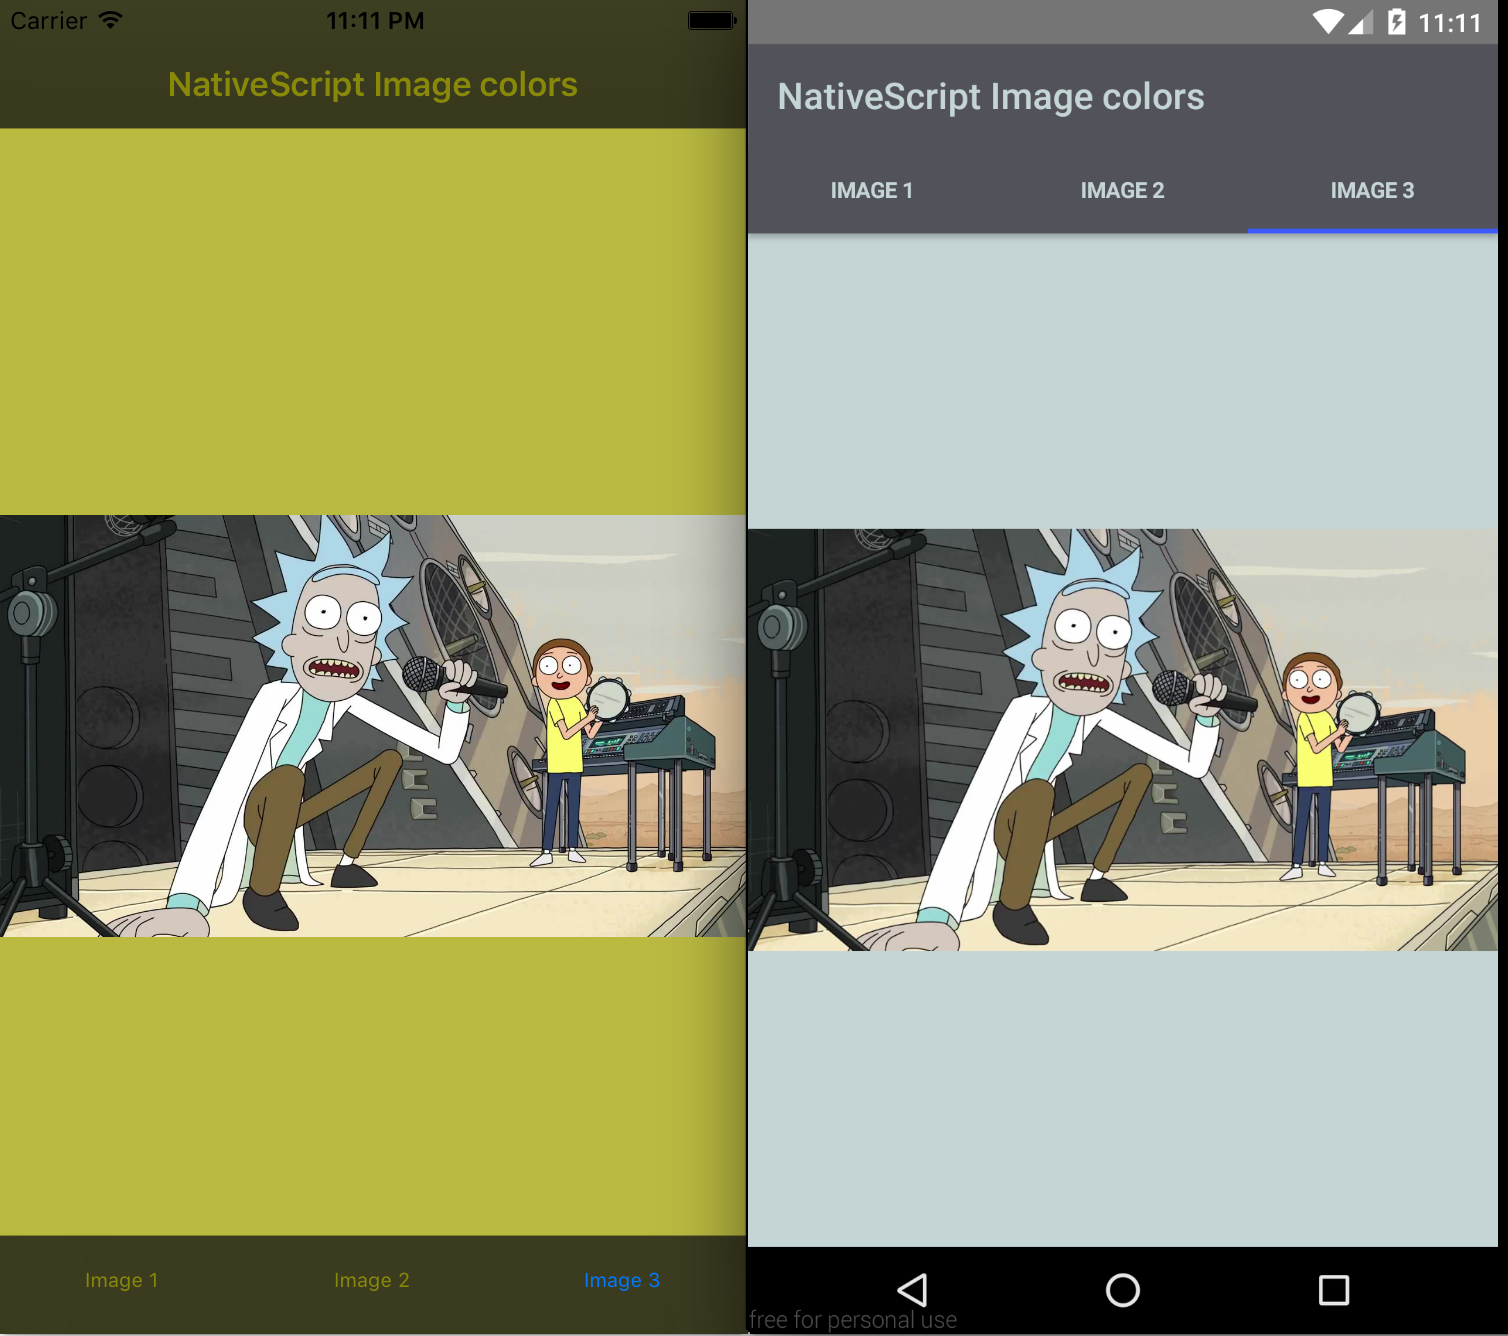 Carrier 11:11 PM
NativeScript Image colors
Image 1 Image 2 Image 3
11:11
NativeScript Image colors
IMAGE 1 IMAGE 2 IMAGE 3
free for personal use